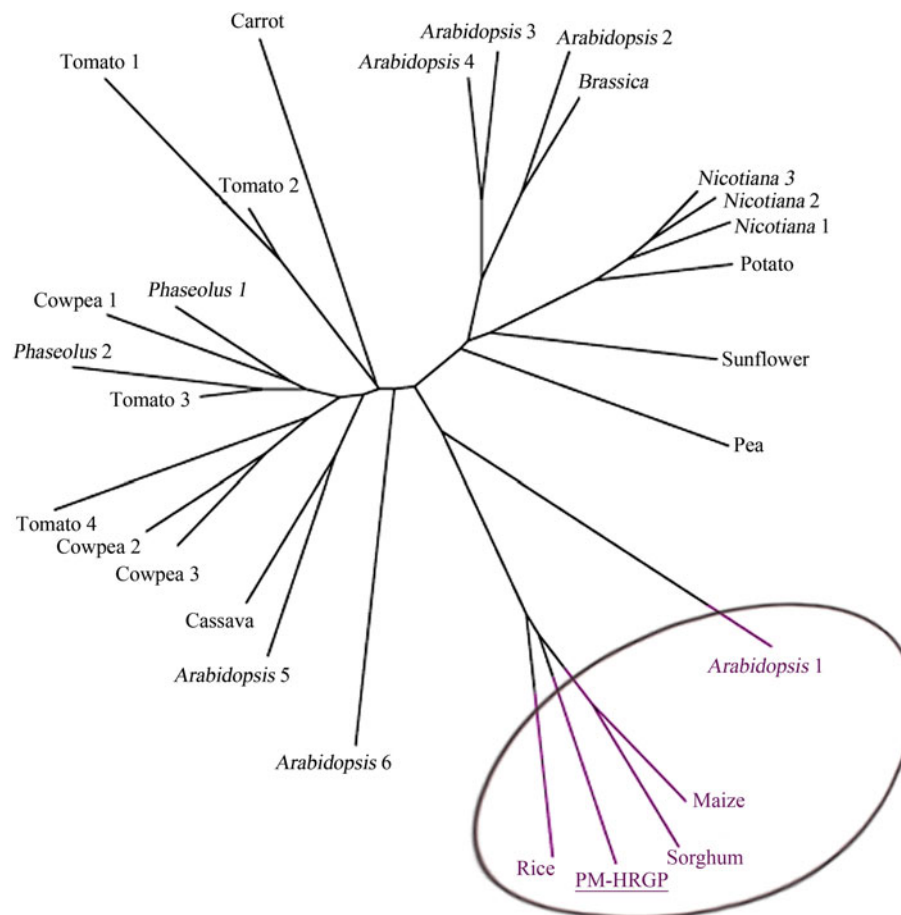 Carrot
Tomato 1
Arabidopsis 3
Arabidopsis 4
Arabidopsis 2
Brassica
Tomato 2
Nicotiana 3
Nicotiana 2
Nicotiana 1
Potato
Phaseolus 1
Cowpea 1
Phaseolus 2
Tomato 3
Sunflower
Pea
Tomato 4
Cowpea 2
Cowpea 3
Cassava
Arabidopsis 5
Arabidopsis 6
Arabidopsis 1
Maize
Sorghum
Rice
PM-HRGP